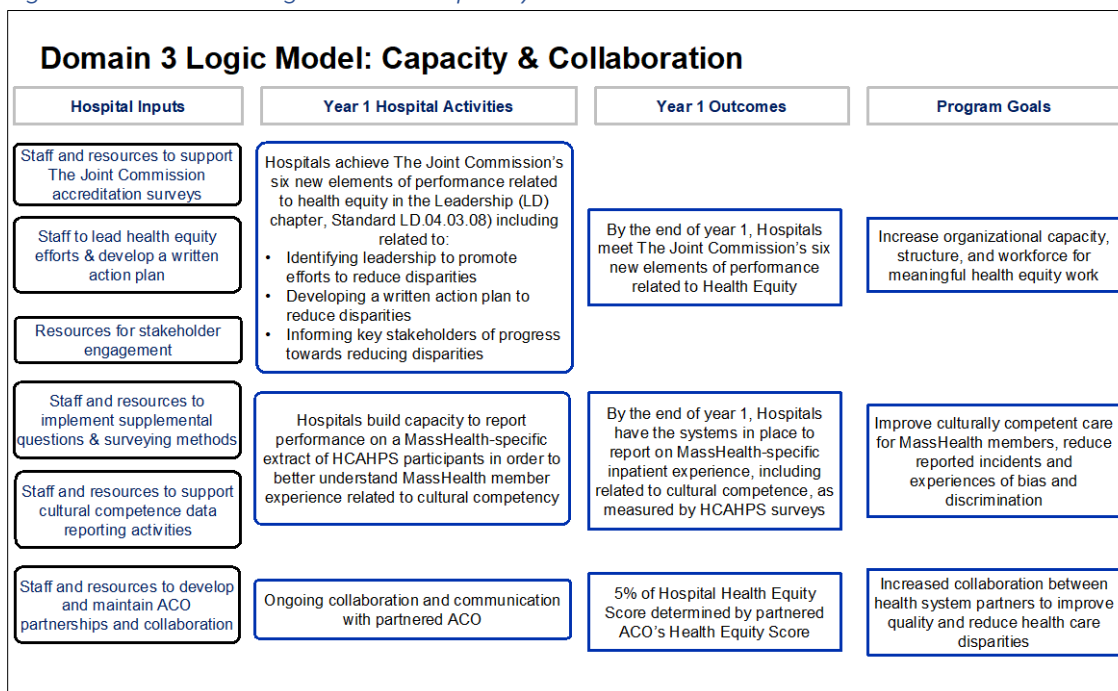 Domain 3 Logic Model: Capacity & Collaboration
Hospital Inputs
Year 1 Hospital Activities
Year 1 Outcomes
Program Goals
Staff and resources to support
The Joint Commission
accreditation surveys
Staff to lead health equity
efforts & develop a written
action plan
Resources for stakeholder
engagement
Hospitals achieve The Joint Commission's
six new elements of performance related
to health equity in the Leadership (LD)
chapter, Standard LD.04.03.08) including
related to:
• Identifying leadership to promote
efforts to reduce disparities
• Developing a written action plan to
reduce disparities
• Informing key stakeholders of progress
towards reducing disparities
By the end of year 1, Hospitals
meet The Joint Commission's six
new elements of performance
related to Health Equity
Increase organizational capacity,
structure, and workforce for
meaningful health equity work
Staff and resources to
implement supplemental
questions & surveying methods
Staff and resources to support
cultural competence data
reporting activities
Hospitals build capacity to report
performance on a MassHealth-specific
extract of HCAHPS participants in order to
better understand MassHealth member
experience related to cultural competency
By the end of year 1, Hospitals
have the systems in place to
report on MassHealth-specific
inpatient experience, including
related to cultural competence, as
measured by HCAHPS surveys
Improve culturally competent care
for MassHealth members, reduce
reported incidents and
experiences of bias and
discrimination
Staff and resources to develop
and maintain ACO
partnerships and collaboration
Ongoing collaboration and communication
with partnered ACO
5% of Hospital Health Equity
Score determined by partnered
ACO's Health Equity Score
Increased collaboration between
health system partners to improve
quality and reduce health care
disparities